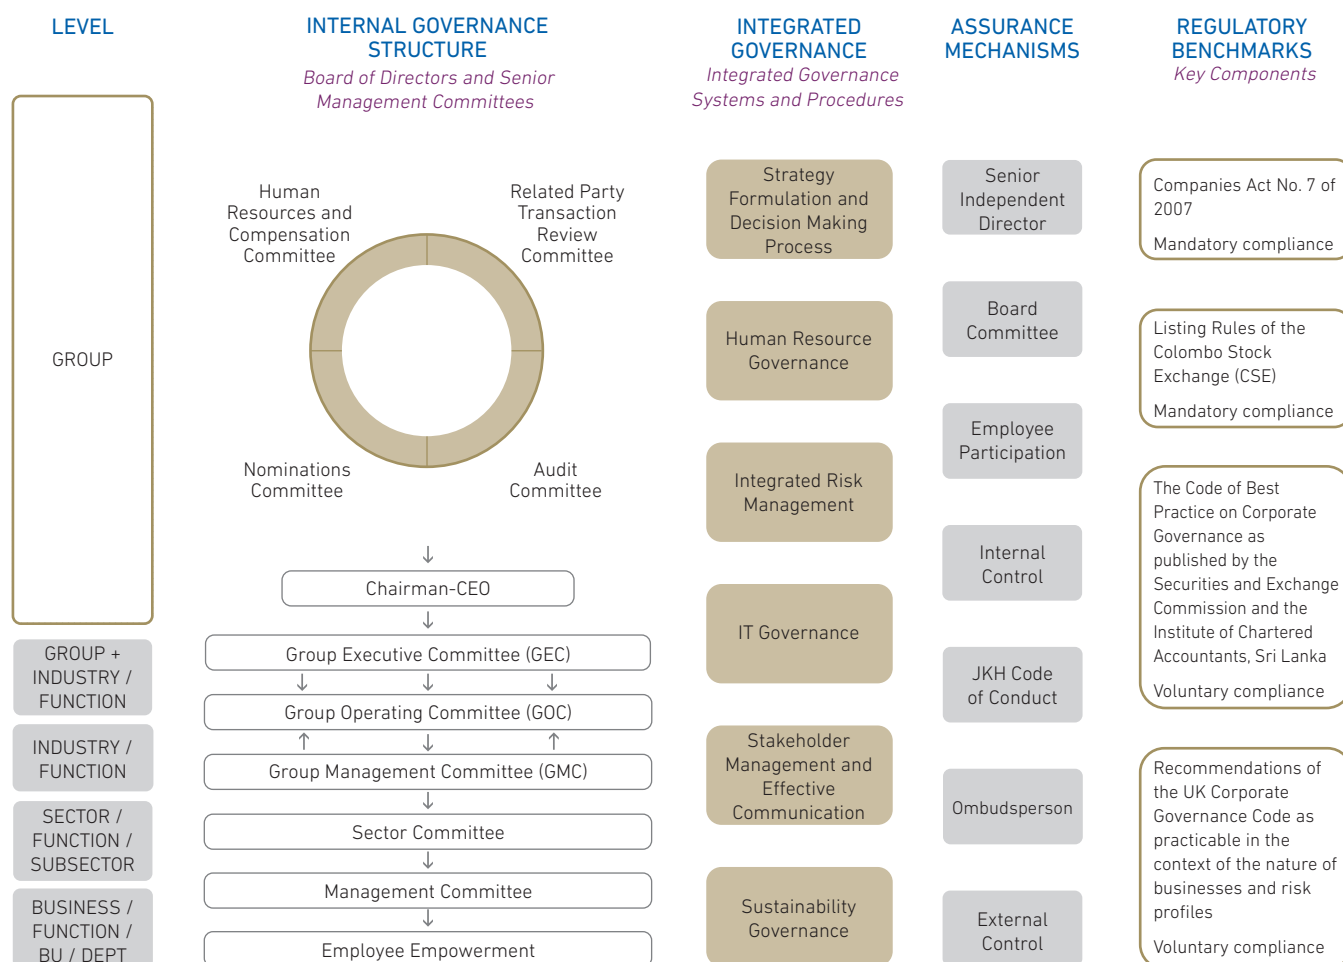 LEVEL
INTERNAL GOVERNANCE
STRUCTURE
Board of Directors and Senior
Management Committees
INTEGRATED
GOVERNANCE
Integrated Governance
Systems and Procedures
ASSURANCE
MECHANISMS
REGULATORY
BENCHMARKS
Key Components
GROUP
GROUP +
INDUSTRY /
FUNCTION
INDUSTRY /
FUNCTION
SECTOR /
FUNCTION /
SUBSECTOR
BUSINESS /
FUNCTION /
BU / DEPT
Human
Resources and
Compensation
Committee
Related Party
Transaction
Review
Committee
Nominations
Committee
Audit
Committee
Chairman-CEO
Group Executive Committee (GEC)
Group Operating Committee (GOC)
Group Management Committee (GMC)
Sector Committee
Management Committee
Employee Empowerment
Strategy
Formulation and
Decision Making
Process
Human Resource
Governance
Integrated Risk
Management
IT Governance
Stakeholder
Management and
Effective
Communication
Sustainability
Governance
Senior
Independent
Director
Board
Committee
Employee
Participation
Internal
Control
JKH Code
of Conduct
Ombudsperson
External
Control
Companies Act No. 7 of
2007
Mandatory compliance
Listing Rules of the
Colombo Stock
Exchange (CSE)
Mandatory compliance
The Code of Best
Practice on Corporate
Governance as
published by the
Securities and Exchange
Commission and the
Institute of Chartered
Accountants, Sri Lanka
Voluntary compliance
Recommendations of
the UK Corporate
Governance Code as
practicable in the
context of the nature of
businesses and risk
profiles
Voluntary compliance